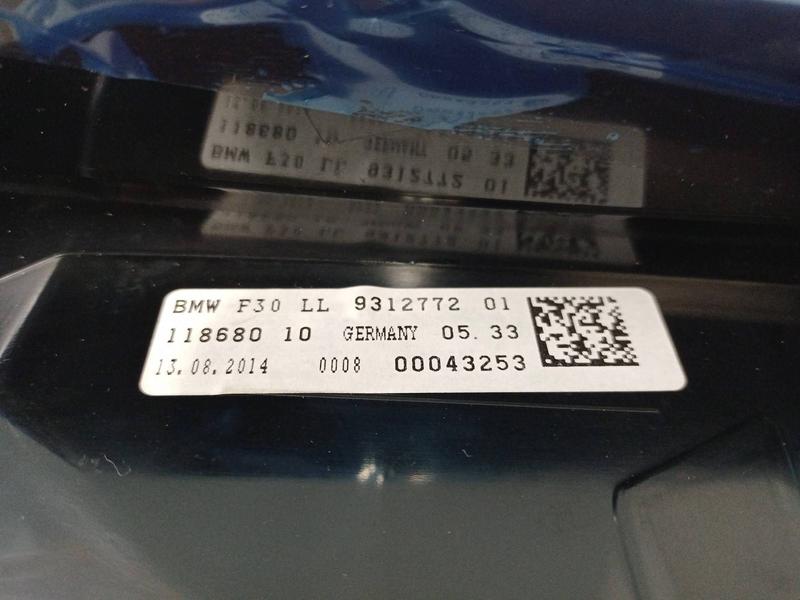 BMW F30 LL 9312772 01
118680 10 GERMANY 05.33
13.08.2014 0008 00043253